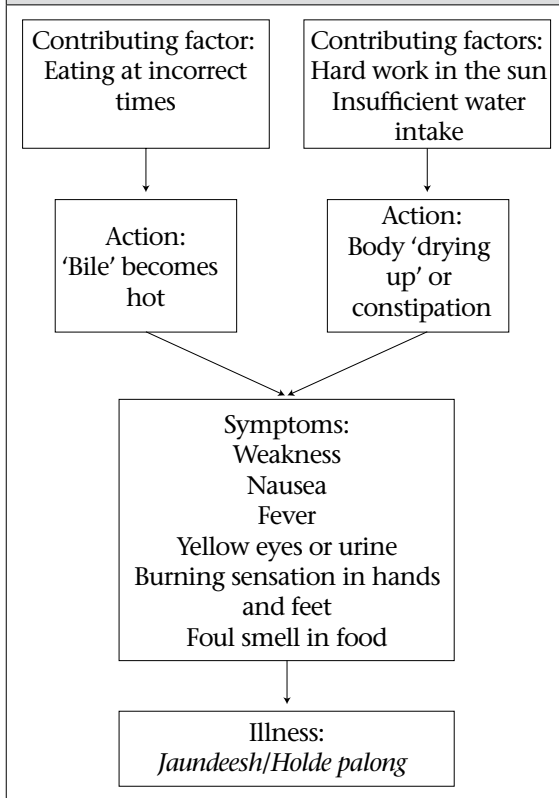 Contributing factor:
Eating at incorrect
times
Contributing factors:
Hard work in the sun
Insufficient water
intake
Action:
‘Bile’ becomes
hot
Action:
Body ‘drying
up’ or
constipation
Symptoms:
Weakness
Nausea
Fever
Yellow eyes or urine
Burning sensation in hands
and feet
Foul smell in food
Illness:
Jaundeesh/Holde palong